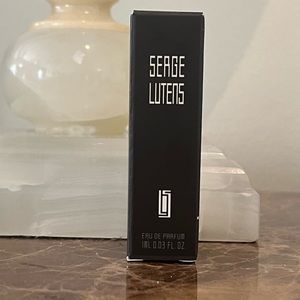 SERGE
LUTENS
EAU DE PARFUM
1ML 0.03 FL. OZ.